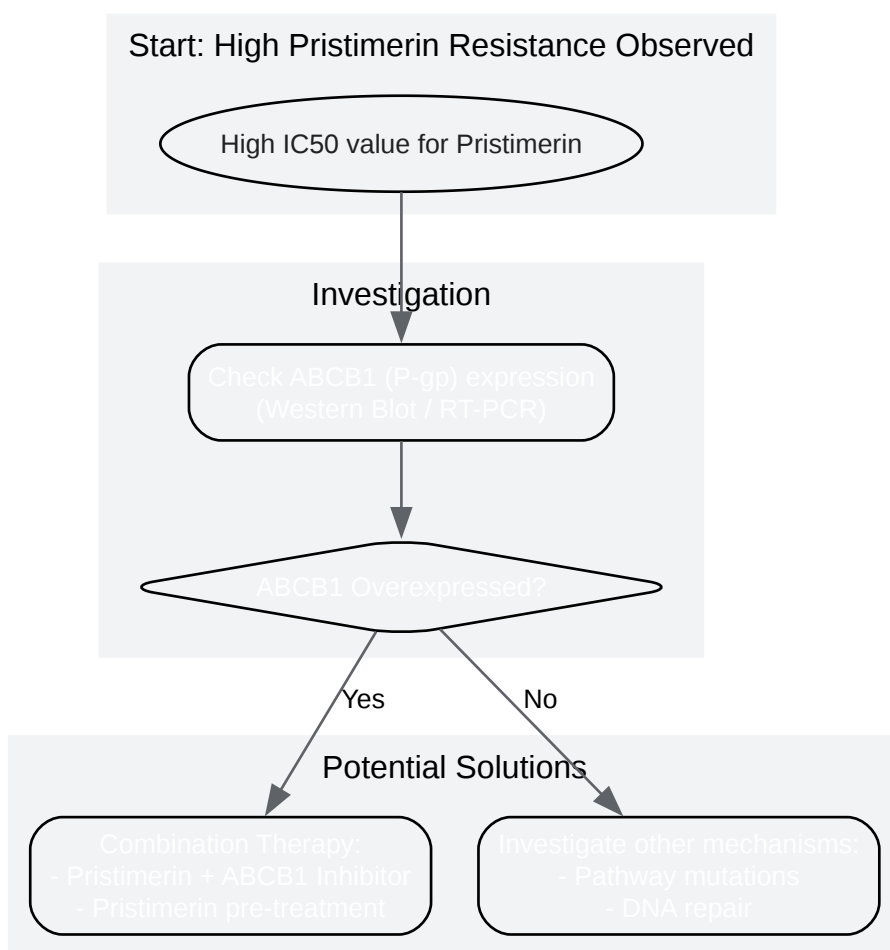 Start: High Pristimerin Resistance Observed
High IC50 value for Pristimerin
Investigation
Check ABCB1 (P-gp) expression
(Western Blot / RT-PCR)
ABCB1 Overexpressed?
Yes
No
Potential Solutions
Combination Therapy:
- Pristimerin + ABCB1 Inhibitor
- Pristimerin pre-treatment
Investigate other mechanisms:
- Pathway mutations
- DNA repair